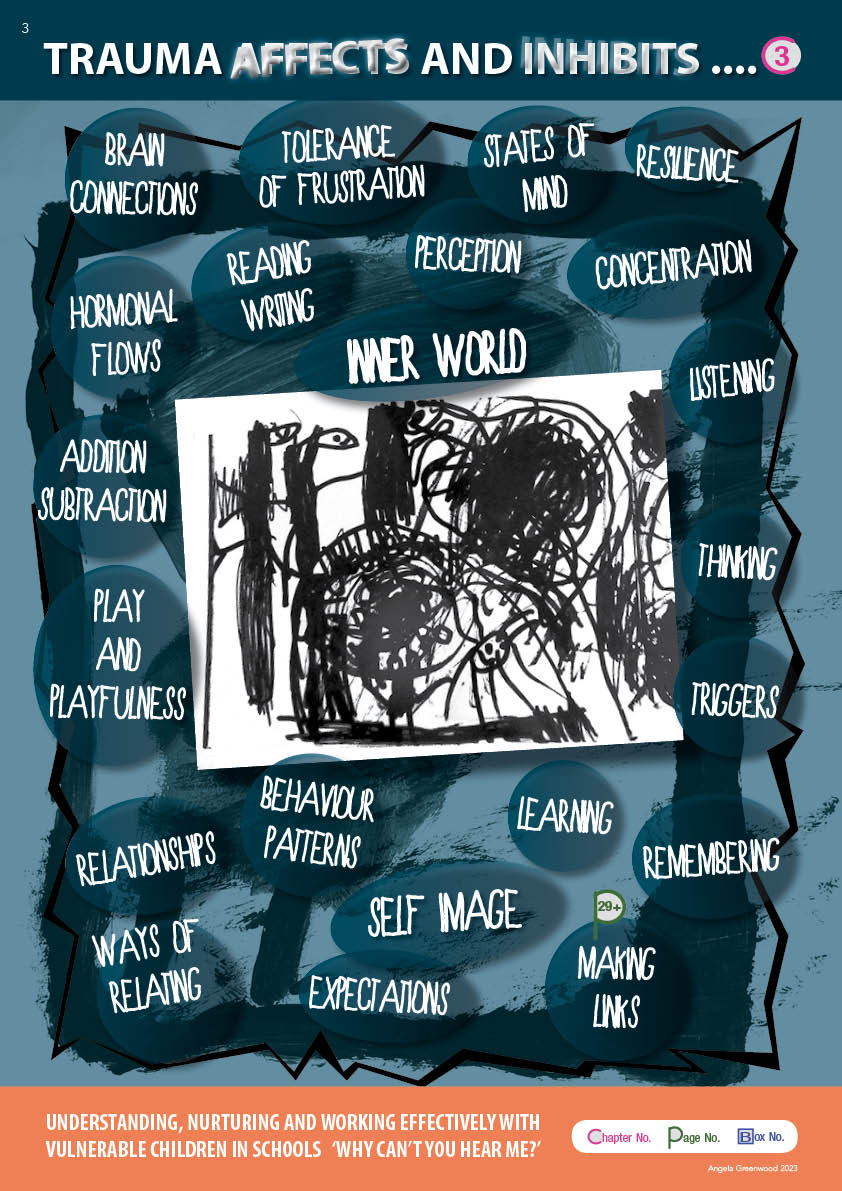 3
TRAUMA AFFECTS AND INHIBITS .... 3
BRAIN
CONNECTIONS
TOLERANCE
OF FRUSTRATION
STATES OF
MIND
RESILIENCE
HORMONAL
FLOWS
READING
WRITING
PERCEPTION
CONCENTRATION
INNER WORLD
LISTENING
ADDITION
SUBTRACTION
THINKING
PLAY
AND
PLAYFULNESS
TRIGGERS
BEHAVIOUR
PATTERNS
LEARNING
RELATIONSHIPS
REMEMBERING
SELF IMAGE
29+
WAYS OF
RELATING
EXPECTATIONS
MAKING
LINKS
UNDERSTANDING, NURTURING AND WORKING EFFECTIVELY WITH
VULNERABLE CHILDREN IN SCHOOLS ‘WHY CAN’T YOU HEAR ME?’
Chapter No. Page No. Box No.
Angela Greenwood 2023